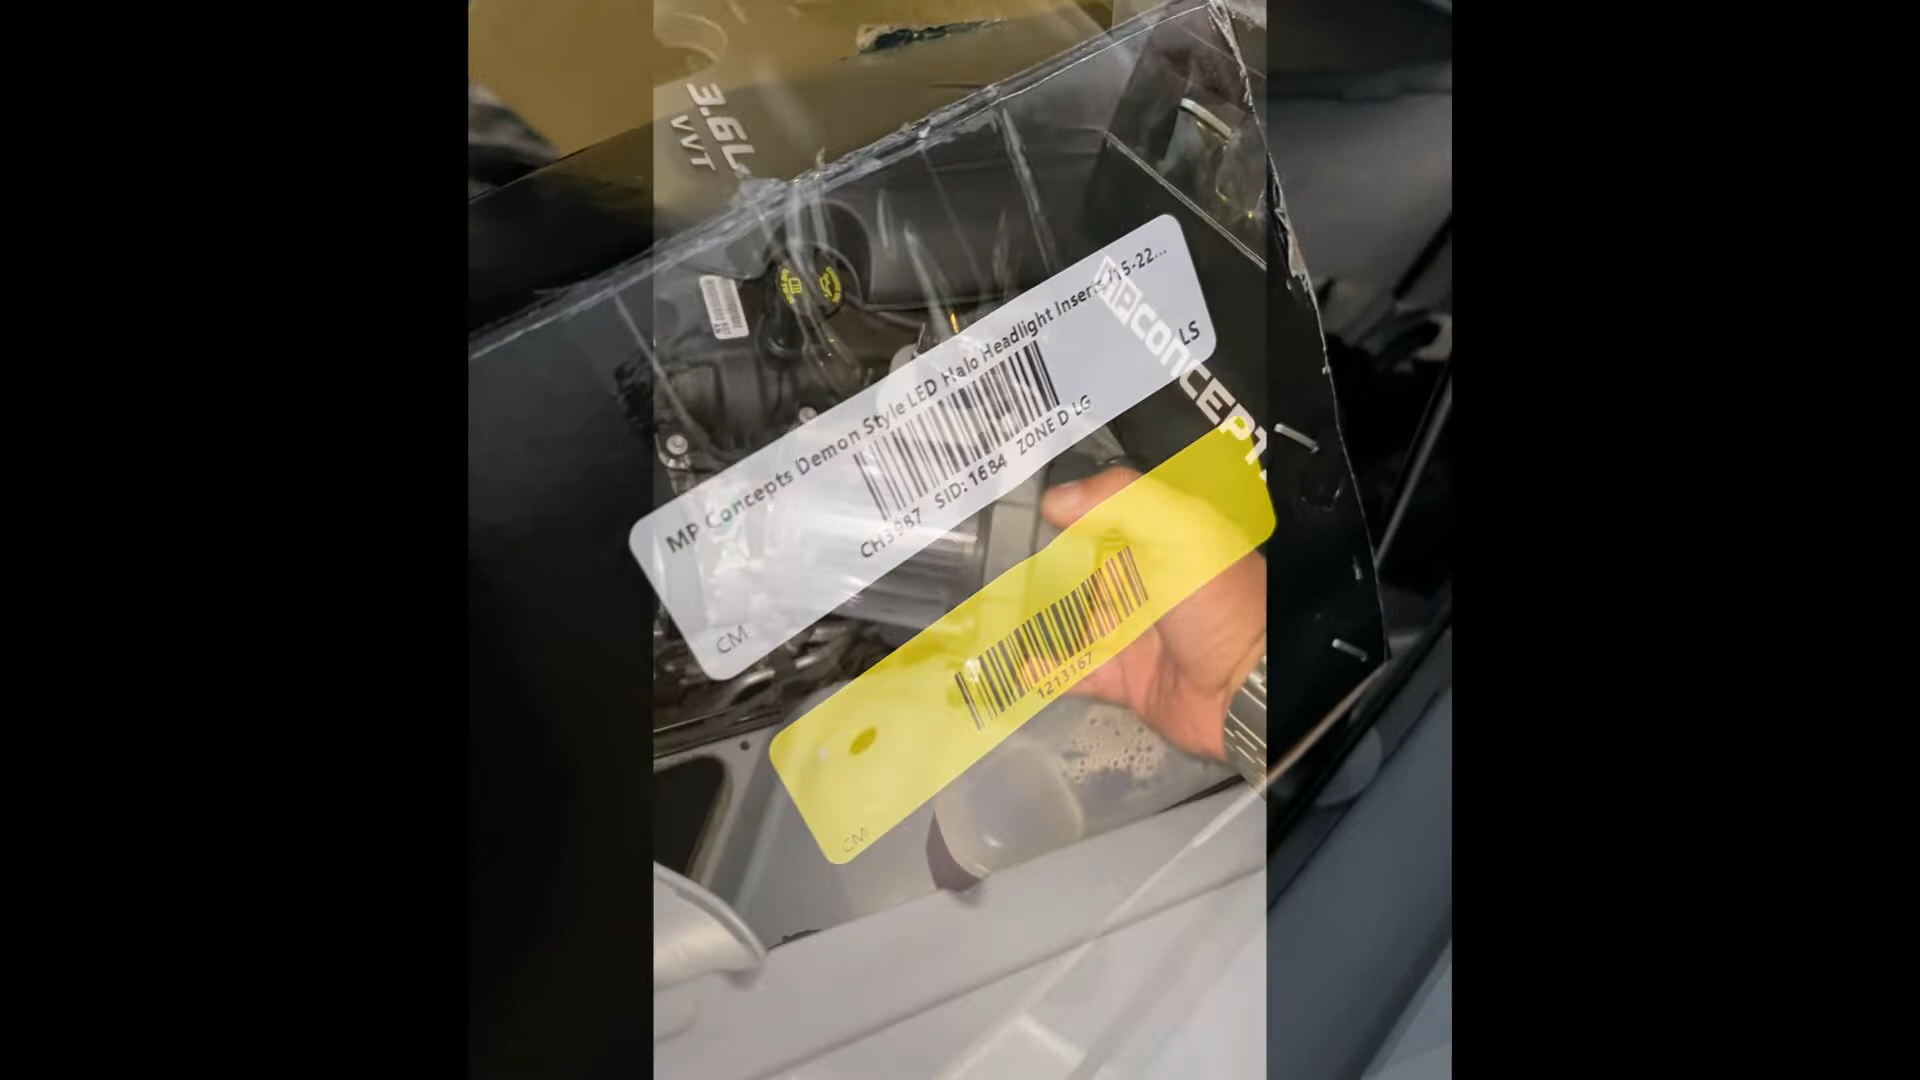 3.6L
VVT
MP Concepts Demon Style LED Halo Headlight Inserts (15-22...
LS
CH3987 SID: 1684 ZONE D LG
CM
MPCONCEPT
1213167
CM